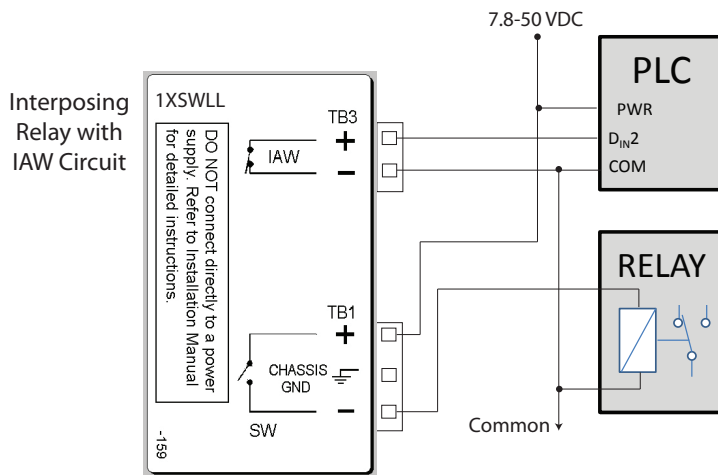 7.8-50 VDC
Interposing
Relay with
IAW Circuit
1XSWLL
DO NOT connect directly to a power
supply. Refer to Installation Manual
for detailed instructions.
TB3
+
IAW
−
TB1
+
CHASSIS
GND
−
SW
-159
PLC
PWR
DIN2
COM
RELAY
Common